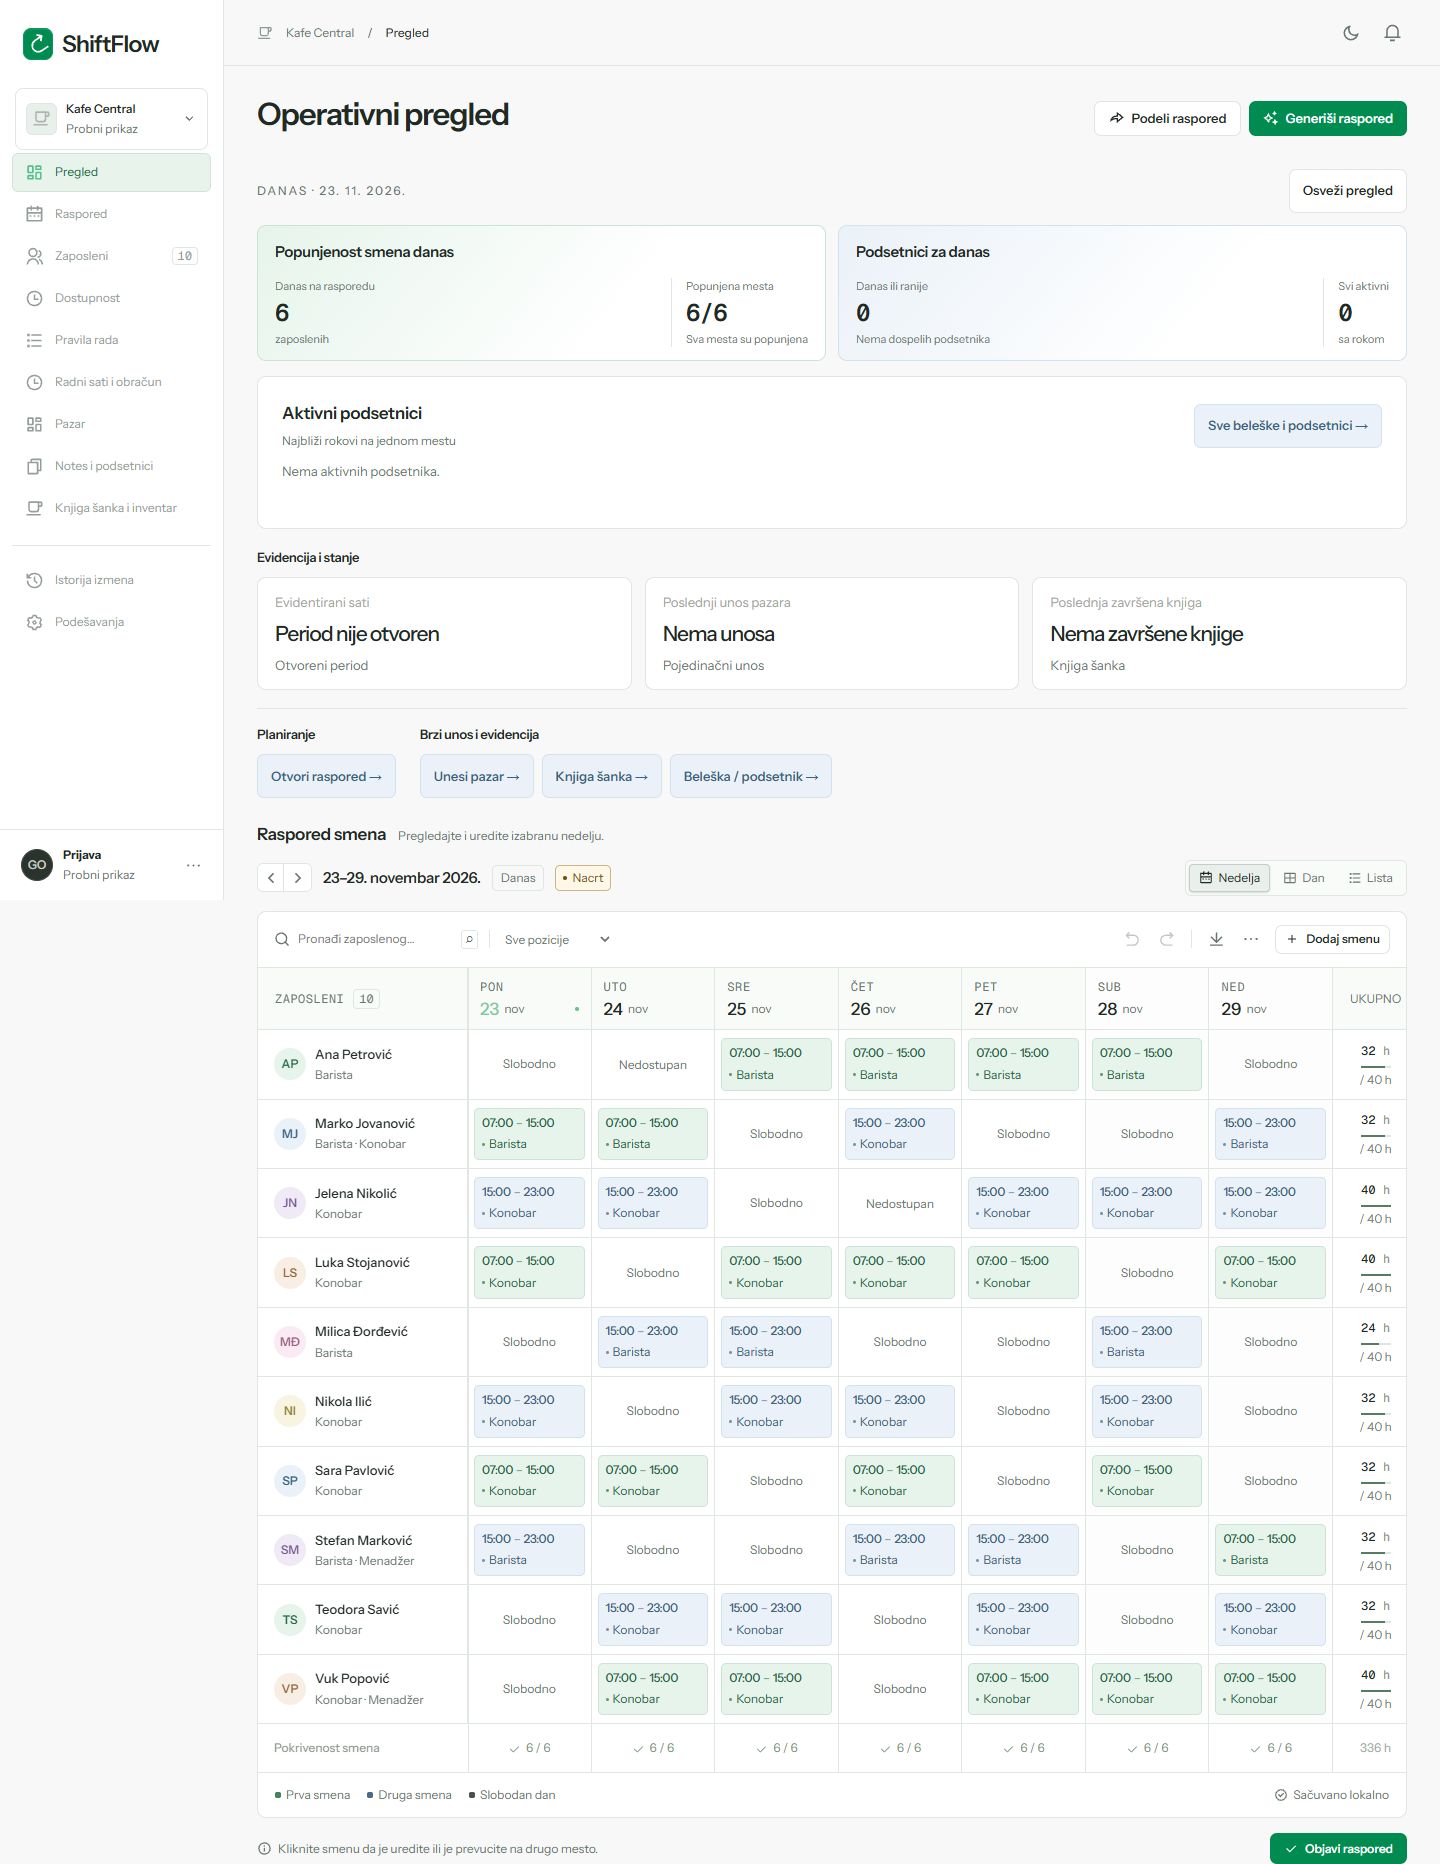 ShiftFlow
Kafe Central
Probni prikaz
Pregled
Raspored
Zaposleni 10
Dostupnost
Pravila rada
Radni sati i obračun
Pazar
Notes i podsetnici
Knjiga šanka i inventar
Istorija izmena
Podešavanja
GO
Prijava
Probni prikaz
Kafe Central / Pregled
Operativni pregled
Podeli raspored
Generiši raspored
DANAS · 23. 11. 2026.
Osveži pregled
Popunjenost smena danas
Danas na rasporedu
6
zaposlenih
Popunjena mesta
6/6
Sva mesta su popunjena
Podsetnici za danas
Danas ili ranije
0
Nema dospelih podsetnika
Svi aktivni
0
sa rokom
Aktivni podsetnici
Najbliži rokovi na jednom mestu
Nema aktivnih podsetnika.
Sve beleške i podsetnici →
Evidencija i stanje
Evidentirani sati
Period nije otvoren
Otvoreni period
Poslednji unos pazara
Nema unosa
Pojedinačni unos
Poslednja završena knjiga
Nema završene knjige
Knjiga šanka
Planiranje
Otvori raspored →
Brzi unos i evidencija
Unesi pazar →
Knjiga šanka →
Beleška / podsetnik →
Raspored smena Pregledajte i uredite izabranu nedelju.
23–29. novembar 2026. Danas • Nacrt
Nedelja Dan Lista
Pronađi zaposlenog... Sve pozicije
+ Dodaj smenu
ZAPOSLENI 10
PON
23 nov
UTO
24 nov
SRE
25 nov
ČET
26 nov
PET
27 nov
SUB
28 nov
NED
29 nov
UKUPNO
AP
Ana Petrović
Barista
Slobodno
Nedostupan
07:00 – 15:00
• Barista
07:00 – 15:00
• Barista
07:00 – 15:00
• Barista
07:00 – 15:00
• Barista
Slobodno
32 h
/ 40 h
MJ
Marko Jovanović
Barista · Konobar
07:00 – 15:00
• Barista
07:00 – 15:00
• Barista
Slobodno
15:00 – 23:00
• Konobar
Slobodno
Slobodno
15:00 – 23:00
• Barista
32 h
/ 40 h
JN
Jelena Nikolić
Konobar
15:00 – 23:00
• Konobar
15:00 – 23:00
• Konobar
Slobodno
Nedostupan
15:00 – 23:00
• Konobar
15:00 – 23:00
• Konobar
15:00 – 23:00
• Konobar
40 h
/ 40 h
LS
Luka Stojanović
Konobar
07:00 – 15:00
• Konobar
Slobodno
07:00 – 15:00
• Konobar
07:00 – 15:00
• Konobar
07:00 – 15:00
• Konobar
Slobodno
07:00 – 15:00
• Konobar
40 h
/ 40 h
MĐ
Milica Đorđević
Barista
Slobodno
15:00 – 23:00
• Barista
15:00 – 23:00
• Barista
Slobodno
Slobodno
15:00 – 23:00
• Barista
Slobodno
24 h
/ 40 h
NI
Nikola Ilić
Konobar
15:00 – 23:00
• Konobar
Slobodno
15:00 – 23:00
• Konobar
15:00 – 23:00
• Konobar
Slobodno
15:00 – 23:00
• Konobar
Slobodno
32 h
/ 40 h
SP
Sara Pavlović
Konobar
07:00 – 15:00
• Konobar
07:00 – 15:00
• Konobar
Slobodno
07:00 – 15:00
• Konobar
Slobodno
07:00 – 15:00
• Konobar
Slobodno
32 h
/ 40 h
SM
Stefan Marković
Barista · Menadžer
15:00 – 23:00
• Barista
Slobodno
Slobodno
15:00 – 23:00
• Barista
15:00 – 23:00
• Barista
Slobodno
07:00 – 15:00
• Barista
32 h
/ 40 h
TS
Teodora Savić
Konobar
Slobodno
15:00 – 23:00
• Konobar
15:00 – 23:00
• Konobar
Slobodno
15:00 – 23:00
• Konobar
Slobodno
15:00 – 23:00
• Konobar
32 h
/ 40 h
VP
Vuk Popović
Konobar · Menadžer
Slobodno
07:00 – 15:00
• Konobar
07:00 – 15:00
• Konobar
Slobodno
07:00 – 15:00
• Konobar
07:00 – 15:00
• Konobar
07:00 – 15:00
• Konobar
40 h
/ 40 h
Pokrivenost smena ✓ 6 / 6 ✓ 6 / 6 ✓ 6 / 6 ✓ 6 / 6 ✓ 6 / 6 ✓ 6 / 6 ✓ 6 / 6 336 h
Prva smena Druga smena Slobodan dan
Sačuvano lokalno
Kliknite smenu da je uredite ili je prevucite na drugo mesto.
✓ Objavi raspored